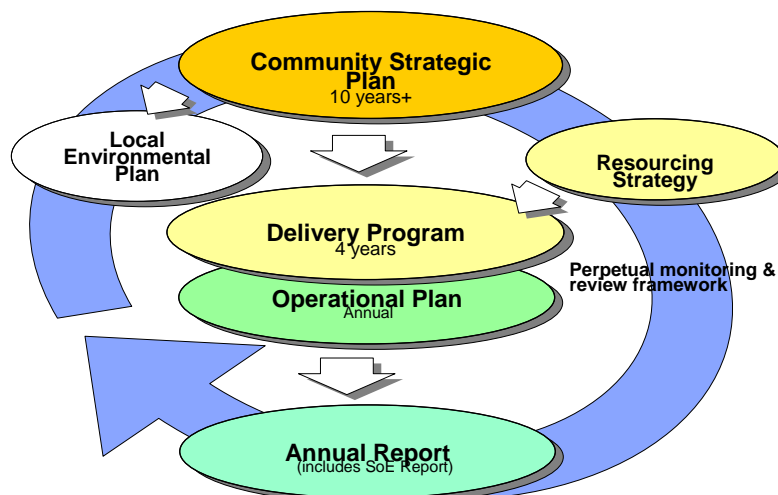 Community Strategic
Plan
10 years+
Local
Environmental
Plan
Resourcing
Strategy
Delivery Program
4 years
Perpetual monitoring &
review framework
Operational Plan
Annual
Annual Report
(includes SoE Report)